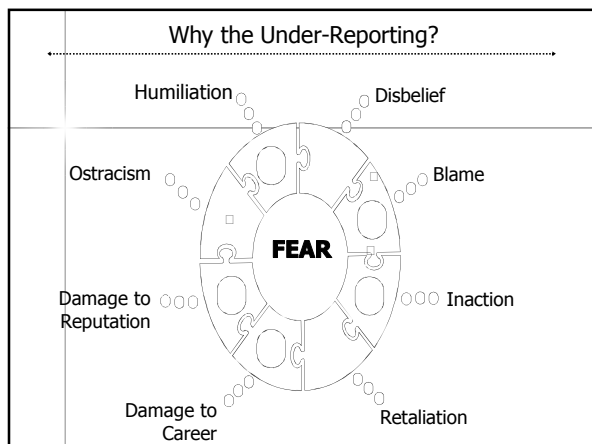 Why the Under-Reporting?
Humiliation
Disbelief
Ostracism
Blame
FEAR
Damage to
Reputation
Inaction
Damage to
Career
Retaliation